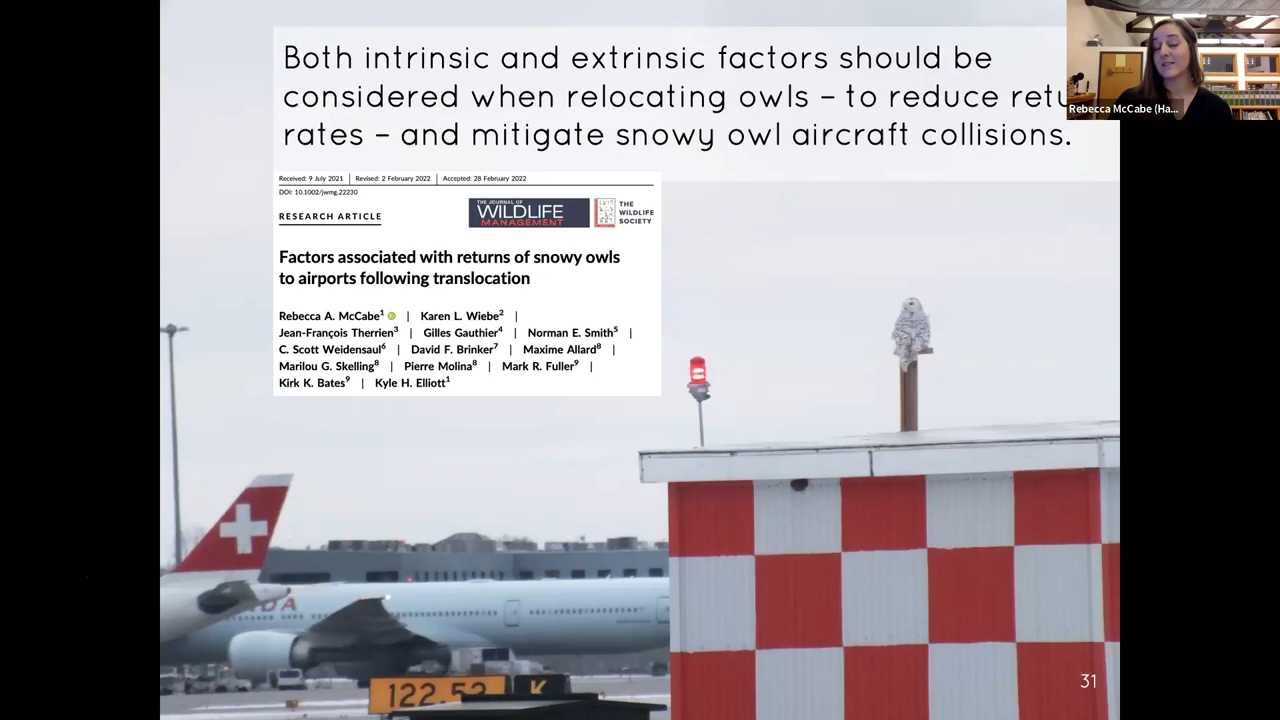 Both intrinsic and extrinsic factors should be
considered when relocating owls – to reduce retu
rates – and mitigate snowy owl aircraft collisions.
Rebecca McCabe (Ha...
Received: 9 July 2021 | Revised: 2 February 2022 | Accepted: 28 February 2022
DOI: 10.1002/jwmg.22230
RESEARCH ARTICLE
THE JOURNAL OF
WILDLIFE
MANAGEMENT
THE
WILDLIFE
SOCIETY
Factors associated with returns of snowy owls
to airports following translocation
Rebecca A. McCabe1 | Karen L. Wiebe2 |
Jean-François Therrien3 | Gilles Gauthier4 | Norman E. Smith5 |
C. Scott Weidensaul6 | David F. Brinker7 | Maxime Allard8 |
Marilou G. Skelling8 | Pierre Molina8 | Mark R. Fuller9 |
Kirk K. Bates9 | Kyle H. Elliott1
DA
122.52
K
31